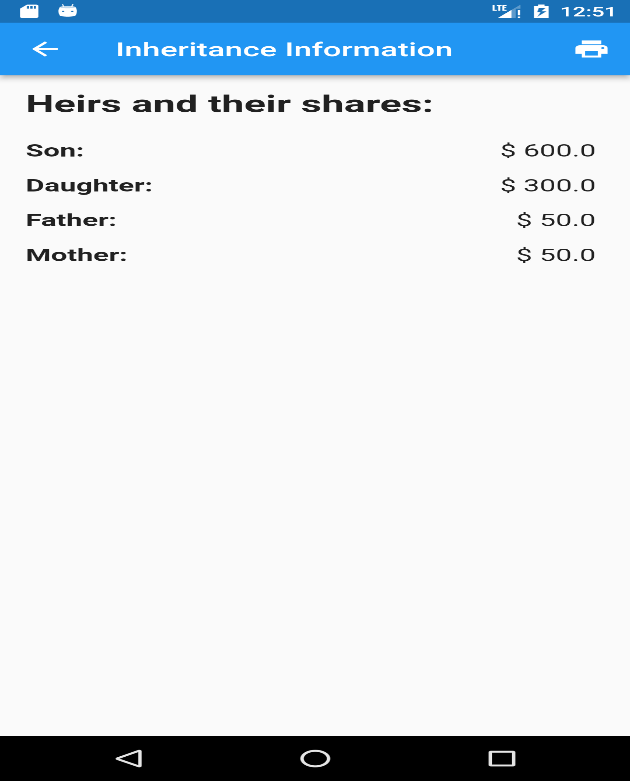 LTE 12:51
Inheritance Information
Heirs and their shares:
Son: $ 600.0
Daughter: $ 300.0
Father: $ 50.0
Mother: $ 50.0